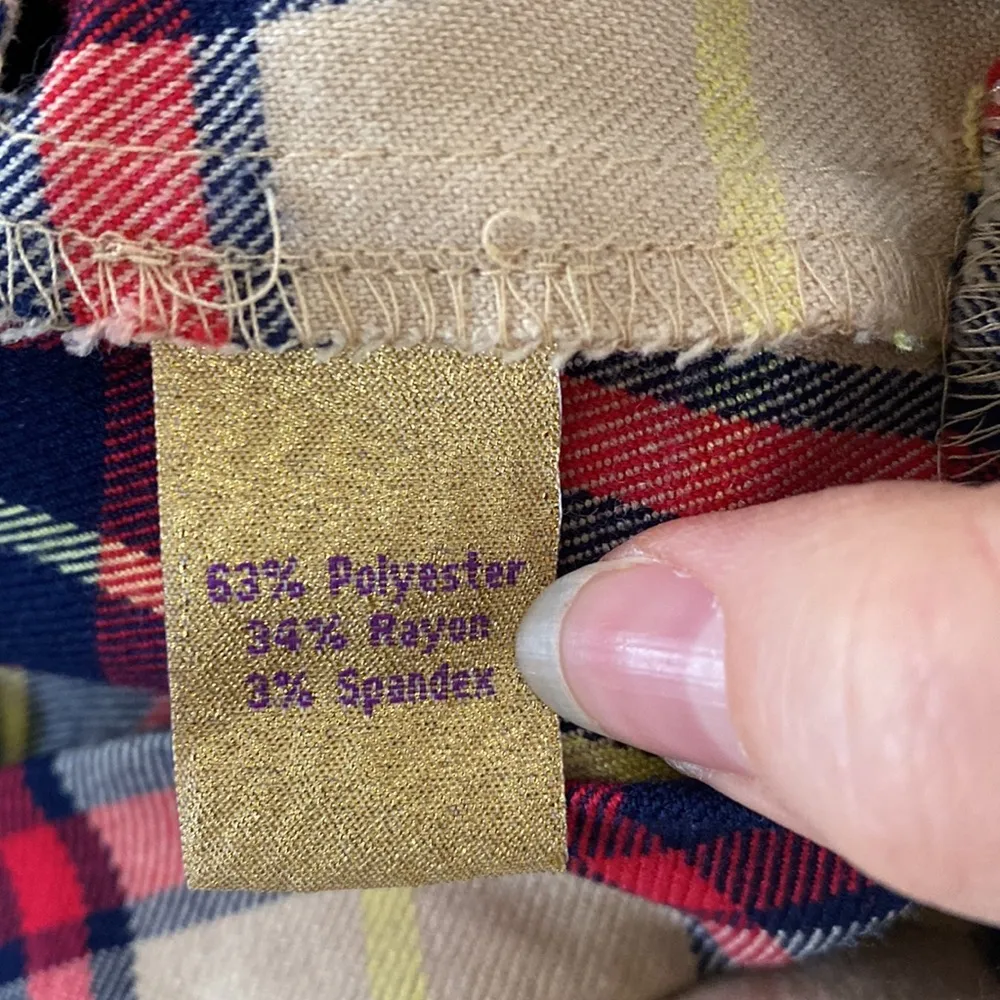 63% Polyester
34% Rayon
3% Spandex